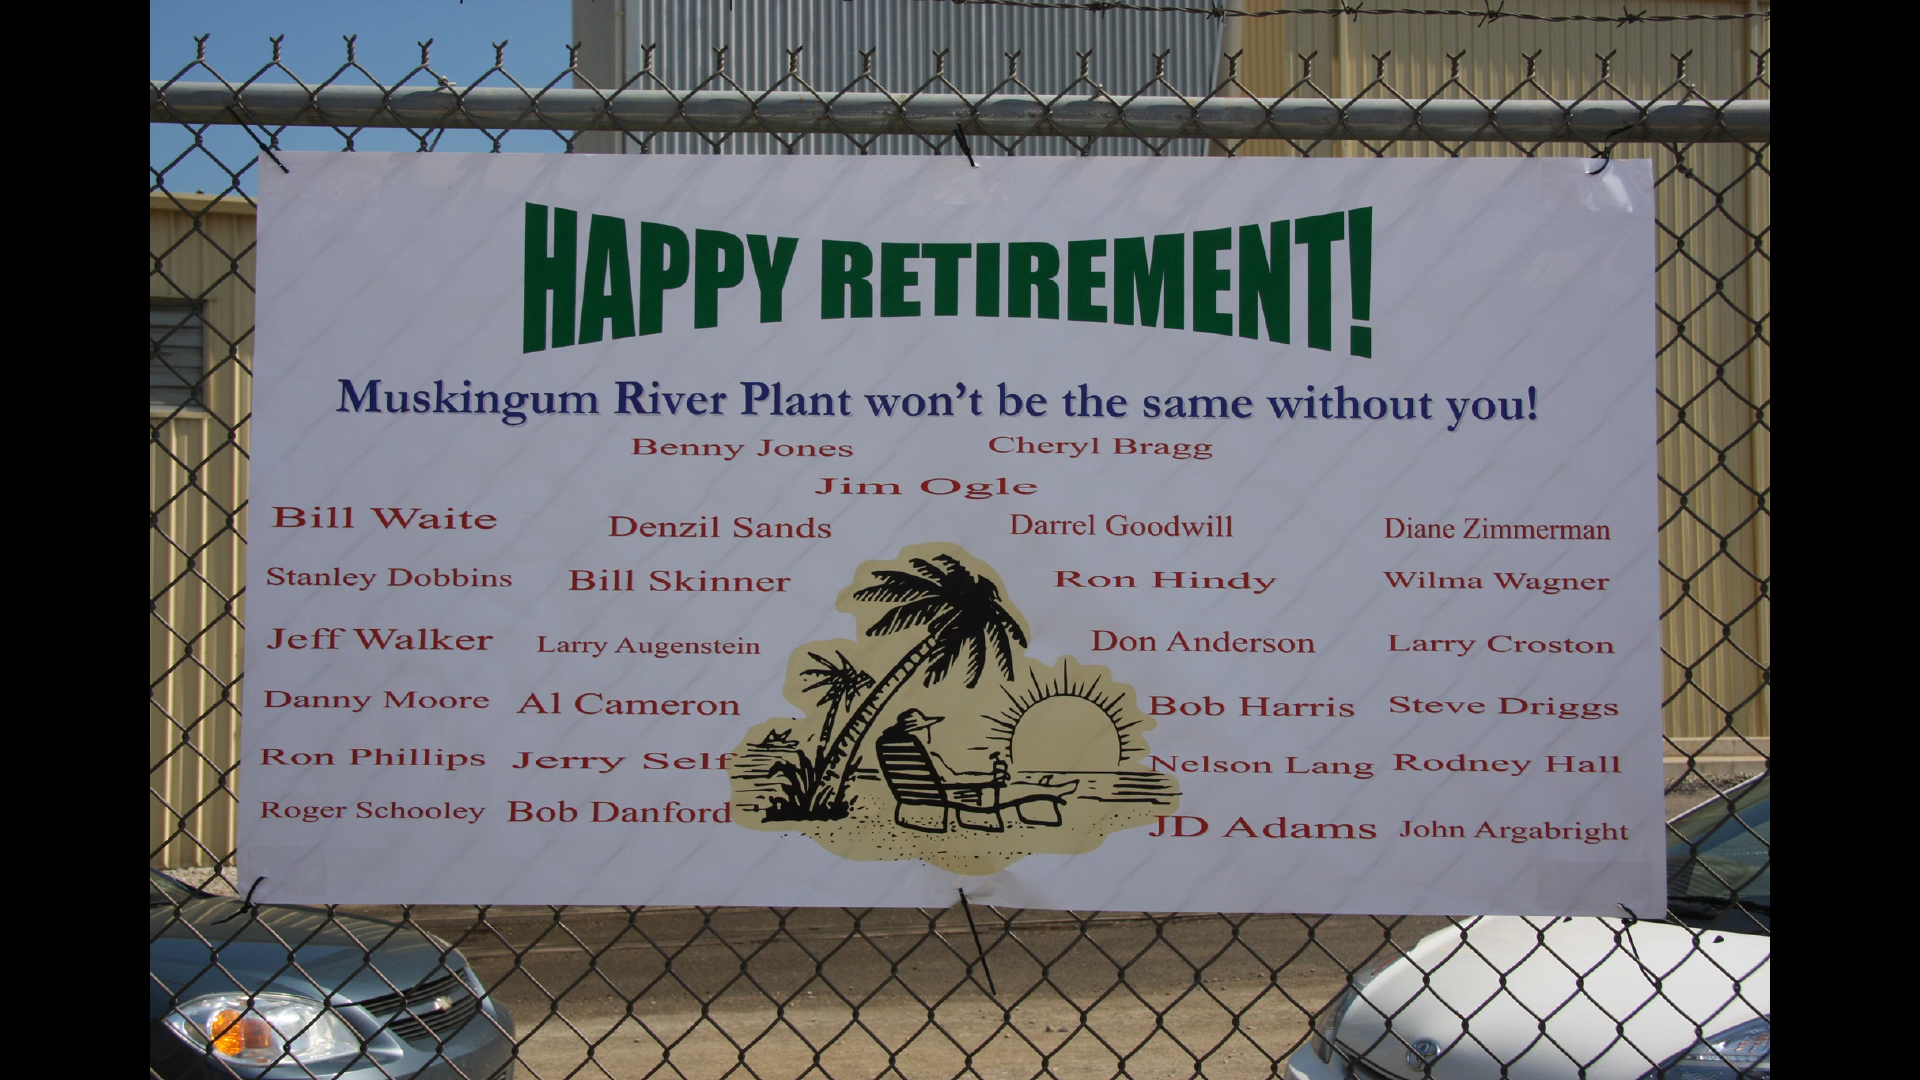 HAPPY RETIREMENT!
Muskingum River Plant won't be the same without you!
Benny Jones Cheryl Bragg
Jim Ogle
Bill Waite Denzil Sands Darrel Goodwill Diane Zimmerman
Stanley Dobbins Bill Skinner Ron Hindy Wilma Wagner
Jeff Walker Larry Augenstein Don Anderson Larry Croston
Danny Moore Al Cameron Bob Harris Steve Driggs
Ron Phillips Jerry Self Nelson Lang Rodney Hall
Roger Schooley Bob Danford JD Adams John Argabright